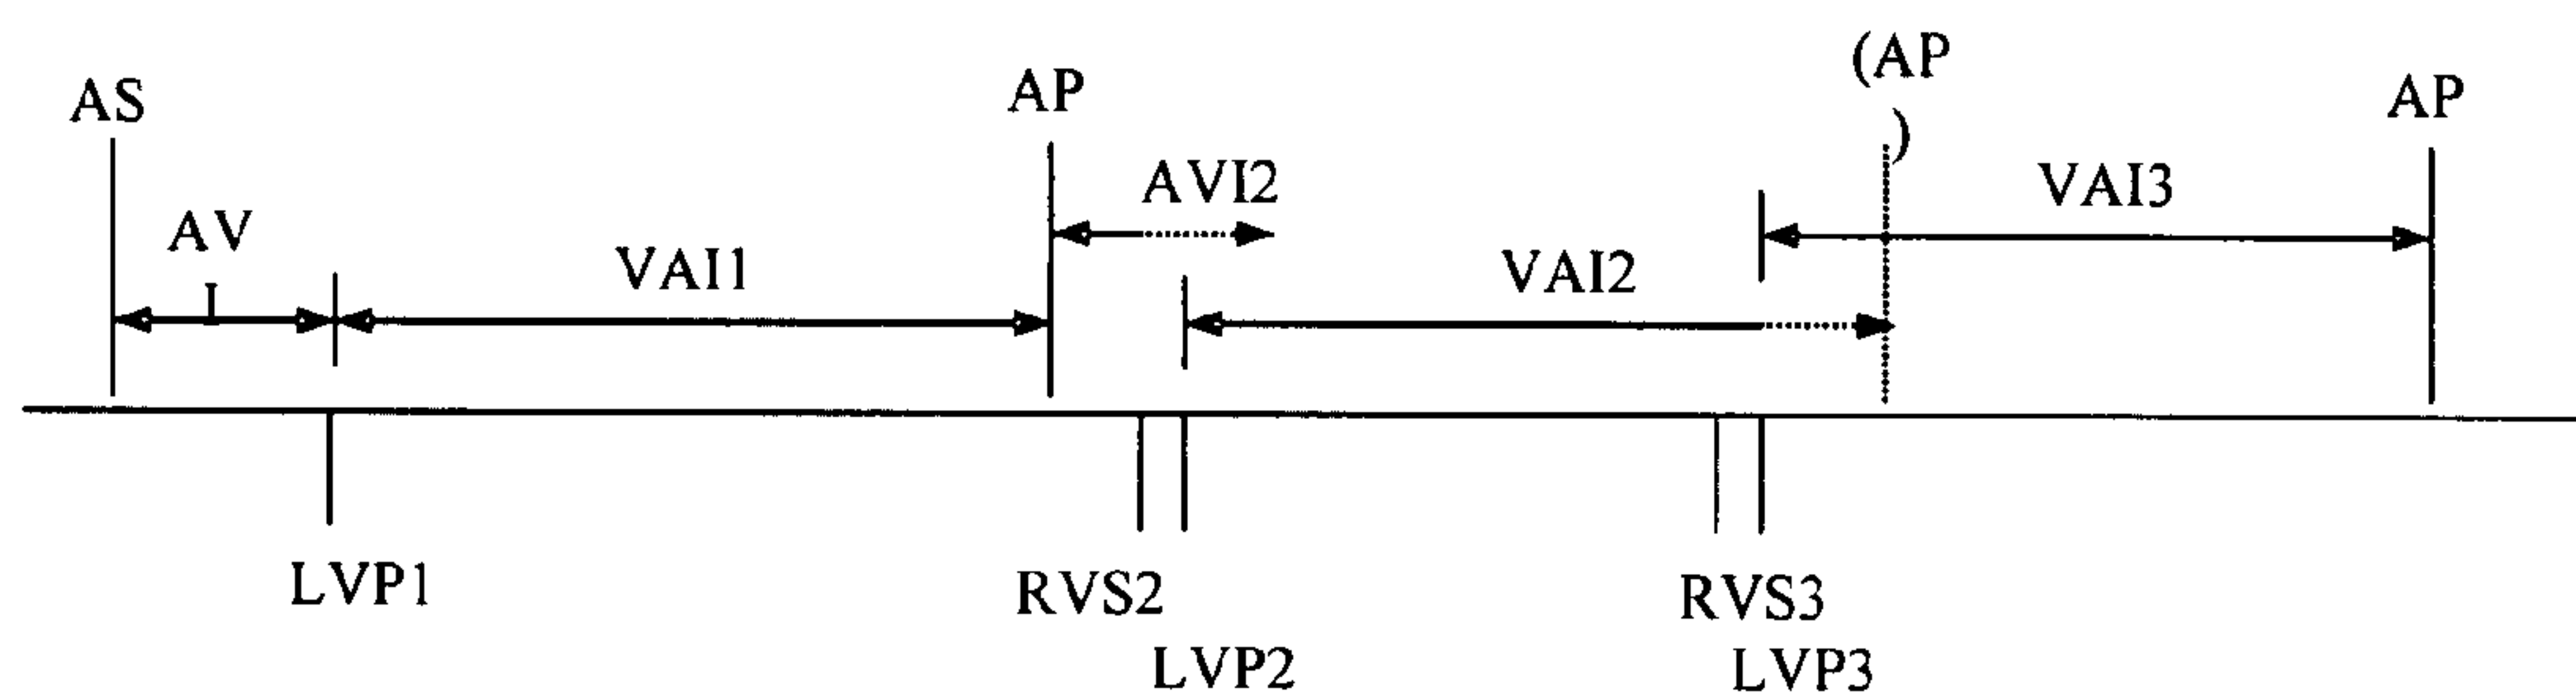 AS
AP
(AP
)
AP
AV
I
VAI1
AVI2
VAI2
VAI3
LVP1
RVS2
LVP2
RVS3
LVP3